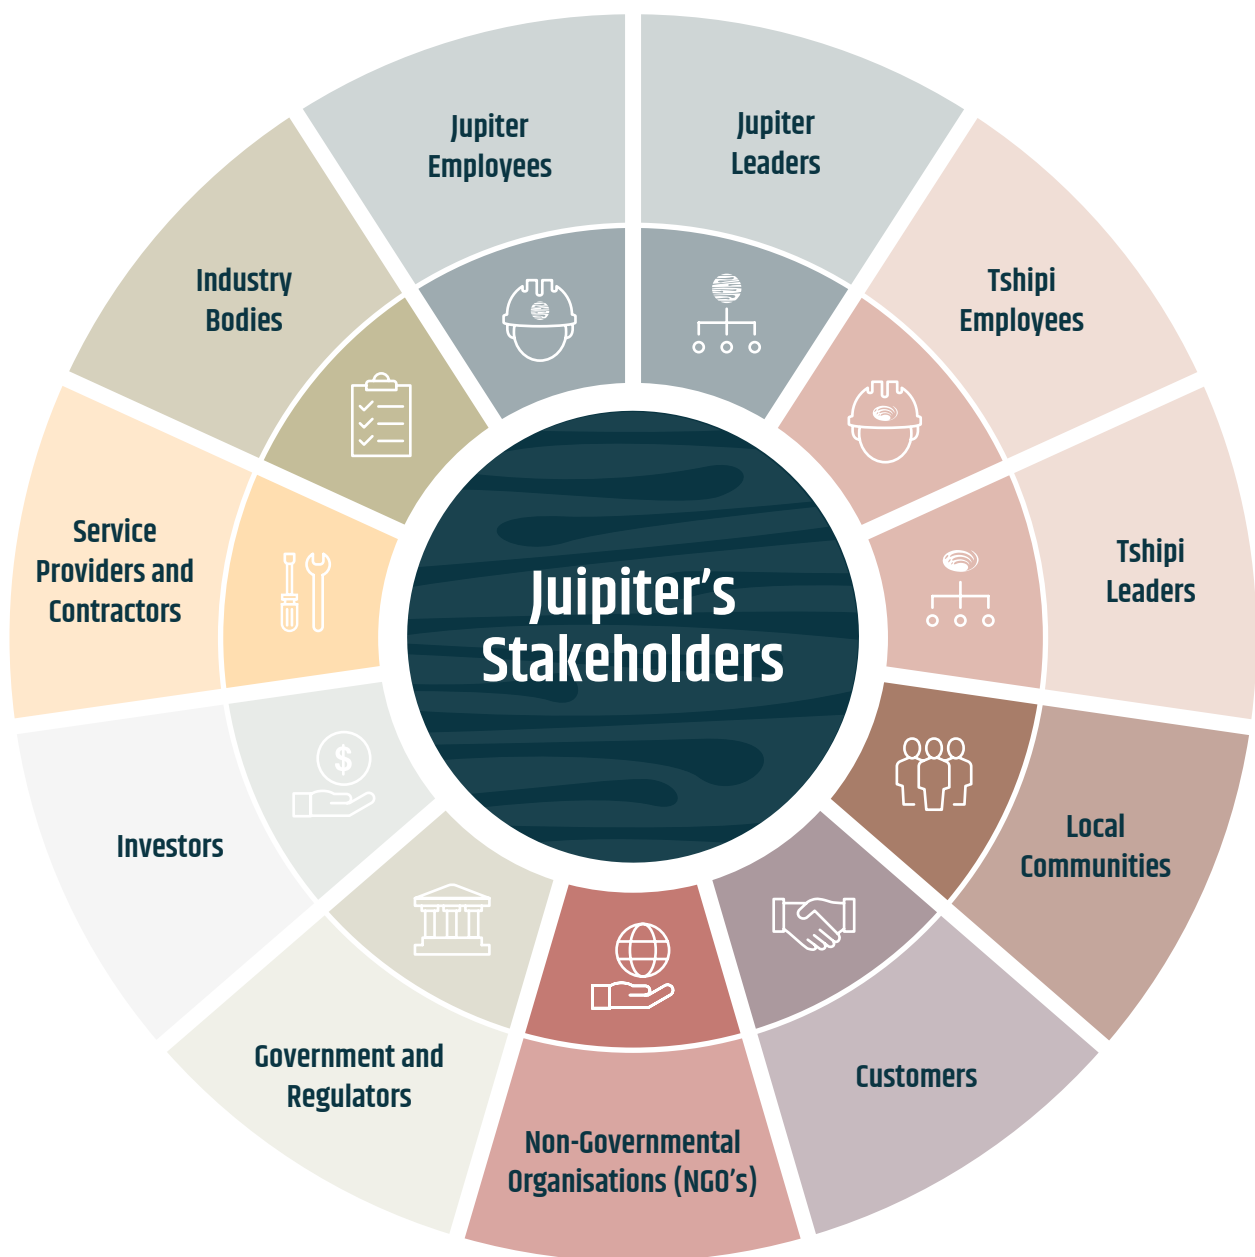 Jupiter
Employees
Jupiter
Leaders
Tshipi
Employees
Tshipi
Leaders
Local
Communities
Customers
Non-Governmental
Organisations (NGO's)
Government and
Regulators
Investors
Service
Providers and
Contractors
Industry
Bodies
Juipiter's
Stakeholders
$